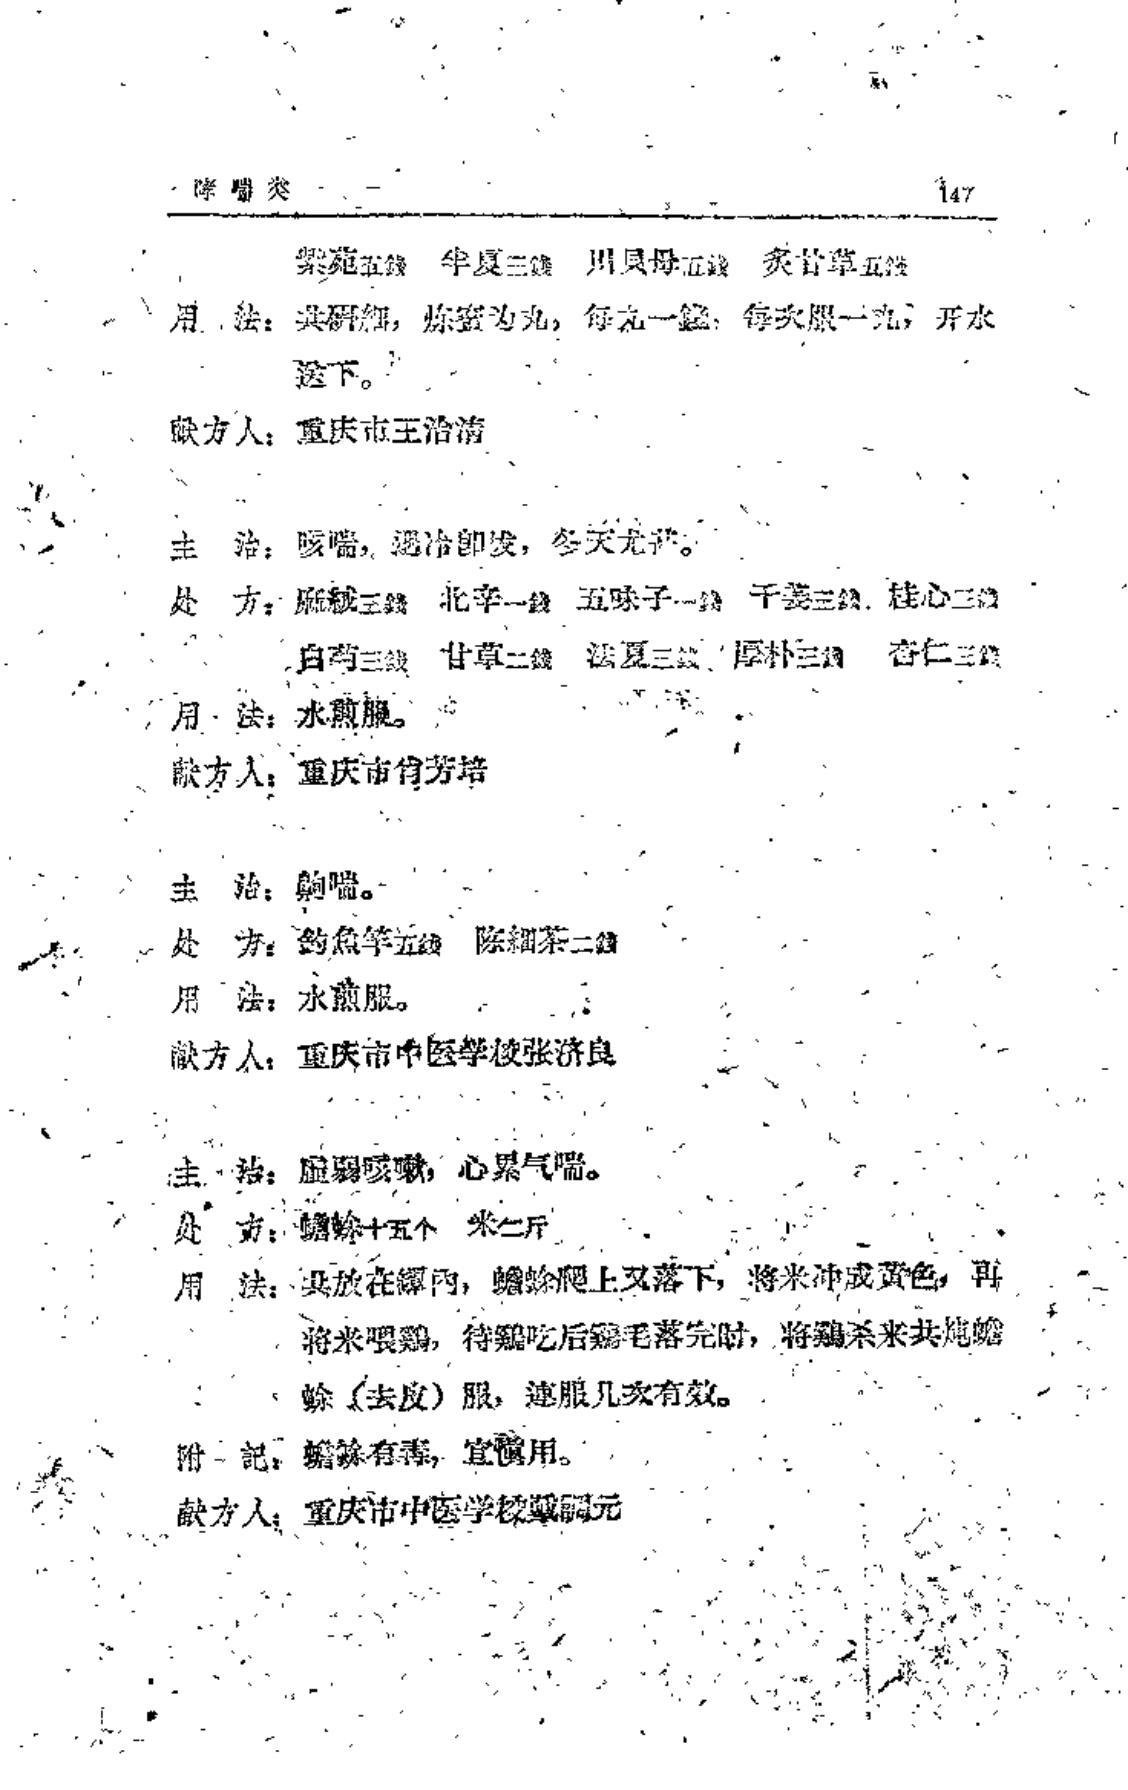 哮喘类 147
紫菀五錢 半夏三錢 川貝母五錢 炙甘草五錢
用法：共研細，炼蜜为丸，每丸一錢，每次服一丸，开水
送下。
献方人：重庆市王治清
主治：咳喘，遇冷卽发，冬天尤甚。
处方：麻絨三錢 北辛一錢 五味子一錢 干姜三錢 桂心三錢
白芍三錢 甘草二錢 法夏三錢 厚朴三錢 杏仁三錢
用法：水煎服。
献方人：重庆市肖芳培
主治：齁喘。
处方：釣魚竿五錢 陈細茶二錢
用法：水煎服。
献方人：重庆市中医学校张济良
主治：虛弱咳嗽，心累气喘。
处方：蟾蜍十五个 米二斤
用法：共放在罈內，蟾蜍爬上又落下，将米冲成黃色，再
将米喂鷄，待鷄吃后鷄毛落完时，将鷄杀来共炖蟾
蜍（去皮）服，連服几次有效。
附記：蟾蜍有毒，宜愼用。
献方人：重庆市中医学校戴調元